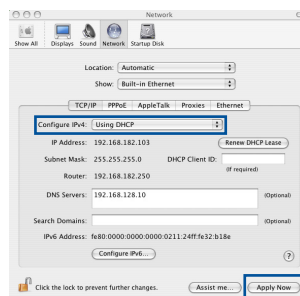 Network
Show All Displays Sound Network Startup Disk
Location: Automatic
Show: Built-in Ethernet
TCP/IP PPPoE AppleTalk Proxies Ethernet
Configure IPv4: Using DHCP
IP Address: 192.168.182.103 Renew DHCP Lease
Subnet Mask: 255.255.255.0 DHCP Client ID:
(If required)
Router: 192.168.182.250
DNS Servers: 192.168.128.10 (Optional)
Search Domains: (Optional)
IPv6 Address: fe80:0000:0000:0000:0211:24ff:fe32:b18e
Configure IPv6... ?
Click the lock to prevent further changes. Assist me... Apply Now